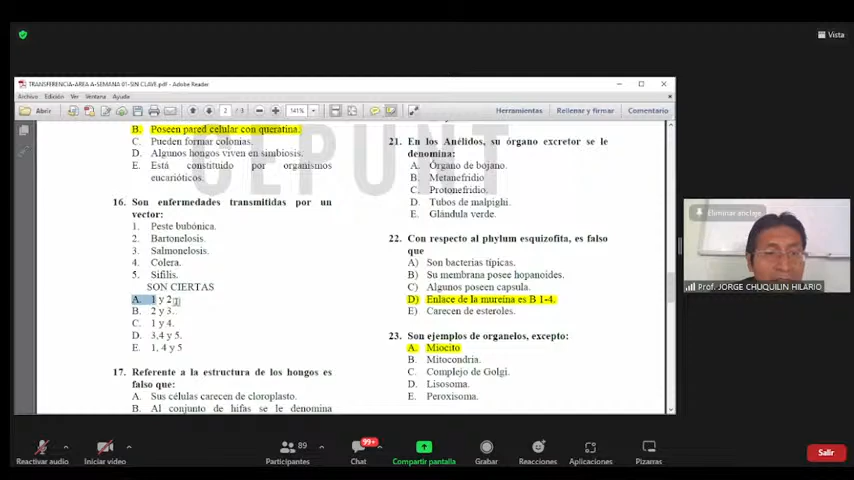 Vista
TRANSFERENCIA-AREA A-SEMANA 01-SIN CLAVE.pdf - Adobe Reader
Archivo Edición Ver Ventana Ayuda
Abrir
2 / 3
141%
Herramientas
Rellenar y firmar
Comentario
CEPUNT
B. Poseen pared celular con queratina.
C. Pueden formar colonias.
D. Algunos hongos viven en simbiosis.
E. Está constituido por organismos
eucarióticos.
16. Son enfermedades transmitidas por un
vector:
1. Peste bubónica.
2. Bartonelosis.
3. Salmonelosis.
4. Colera.
5. Sífilis.
SON CIERTAS
A. 1 y 2
B. 2 y 3.
C. 1 y 4.
D. 3,4 y 5.
E. 1, 4 y 5
17. Referente a la estructura de los hongos es
falso que:
A. Sus células carecen de cloroplasto.
B. Al conjunto de hifas se le denomina
21. En los Anélidos, su órgano excretor se le
denomina:
A. Órgano de bojano.
B. Metanefridio
C. Protonefridio.
D. Tubos de malpighi.
E. Glándula verde.
22. Con respecto al phylum esquizofita, es falso
que
A) Son bacterias típicas.
B) Su membrana posee hopanoides.
C) Algunos poseen capsula.
D) Enlace de la mureína es B 1-4.
E) Carecen de esteroles.
23. Son ejemplos de organelos, excepto:
A. Miocito
B. Mitocondria.
C. Complejo de Golgi.
D. Lisosoma.
E. Peroxisoma.
Eliminar anclaje
Prof. JORGE CHUQUILIN HILARIO
Reactivar audio
Iniciar video
89
Participantes
99+
Chat
Compartir pantalla
Grabar
Reacciones
Aplicaciones
Pizarras
Salir